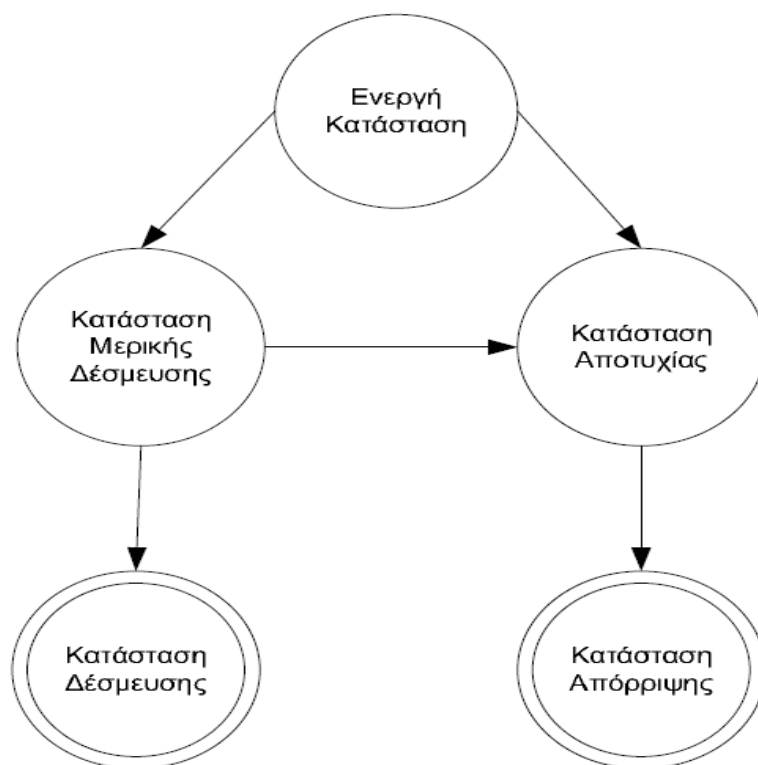 Ενεργή
Κατάσταση
Κατάσταση
Μερικής
Δέσμευσης
Κατάσταση
Αποτυχίας
Κατάσταση
Δέσμευσης
Κατάσταση
Απόρριψης